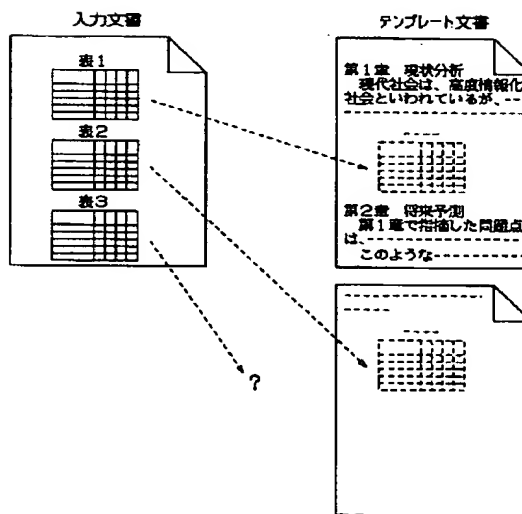 入力文書
表1
表2
表3
?
テンプレート文書
第1章 現状分析
現代社会は、高度情報化
社会といわれているが、
第2章 将来予測
第1章で指摘した問題点
は、
このような